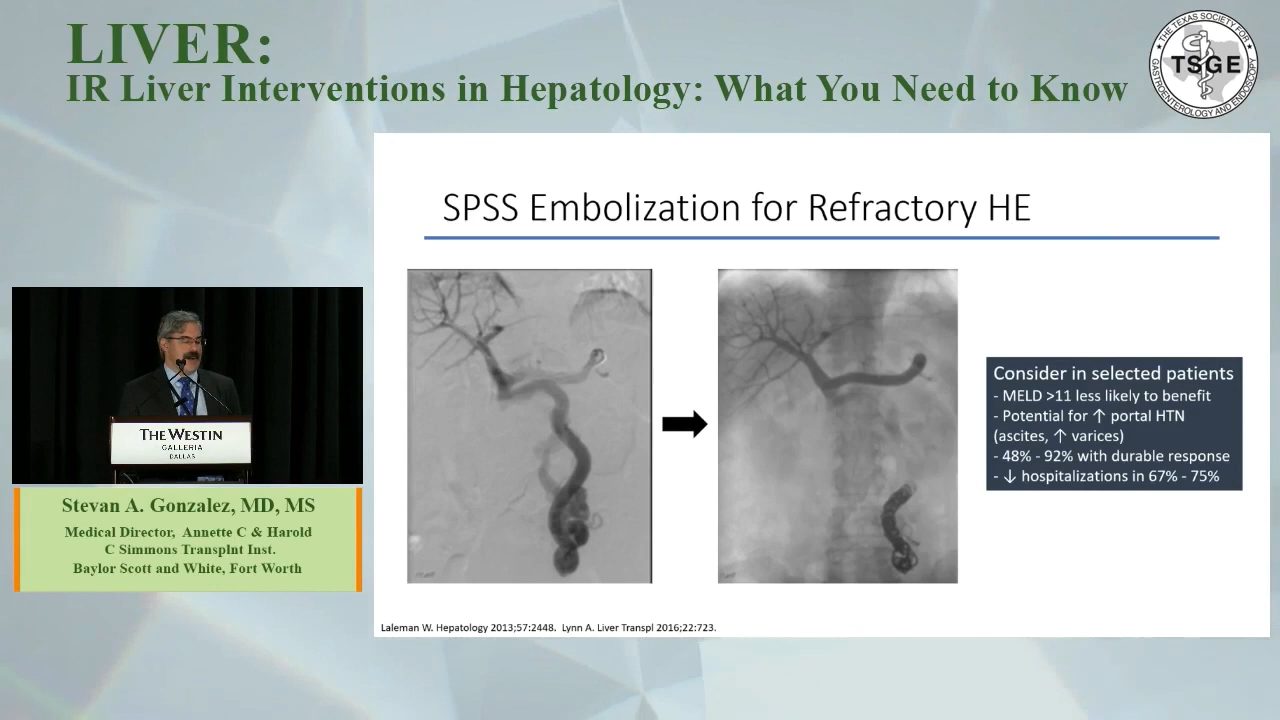 LIVER:
IR Liver Interventions in Hepatology: What You Need to Know
THE TEXAS SOCIETY FOR
TSGE
GASTROENTEROLOGY AND ENDOSCOPY
SPSS Embolization for Refractory HE
Consider in selected patients
- MELD >11 less likely to benefit
- Potential for ↑ portal HTN
(ascites, ↑ varices)
- 48% - 92% with durable response
- ↓ hospitalizations in 67% - 75%
Laleman W. Hepatology 2013;57:2448. Lynn A. Liver Transpl 2016;22:723.
THE WESTIN
GALLERIA
DALLAS
Stevan A. Gonzalez, MD, MS
Medical Director, Annette C & Harold
C Simmons Transplnt Inst.
Baylor Scott and White, Fort Worth